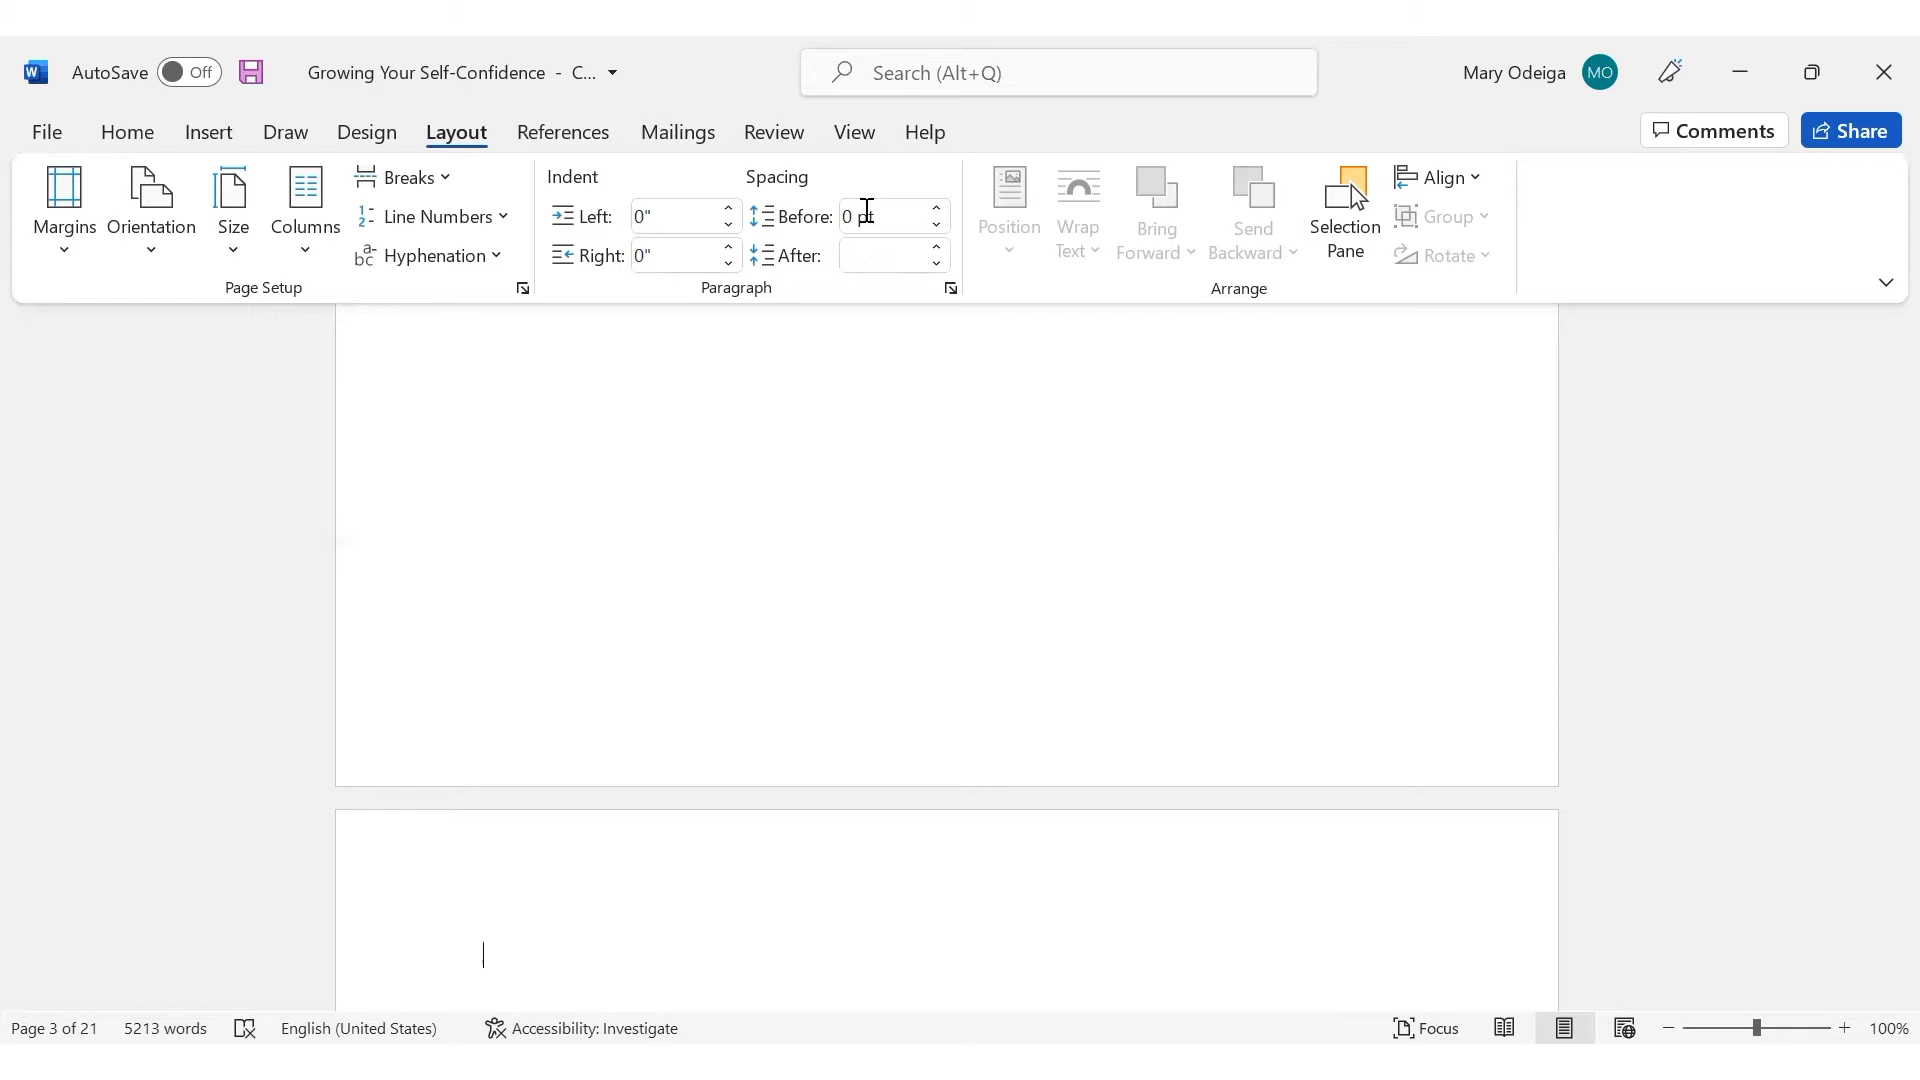 AutoSave Off Growing Your Self-Confidence - C... Search (Alt+Q) Mary Odeiga MO
File Home Insert Draw Design Layout References Mailings Review View Help Comments Share
Margins Orientation Size Columns
Breaks
Line Numbers
Hyphenation
Page Setup
Indent Spacing
Left: 0" Before: 0 pt
Right: 0" After:
Paragraph
Position Wrap Text Bring Forward Send Backward Selection Pane
Align
Group
Rotate
Arrange
Page 3 of 21 5213 words English (United States) Accessibility: Investigate Focus 100%